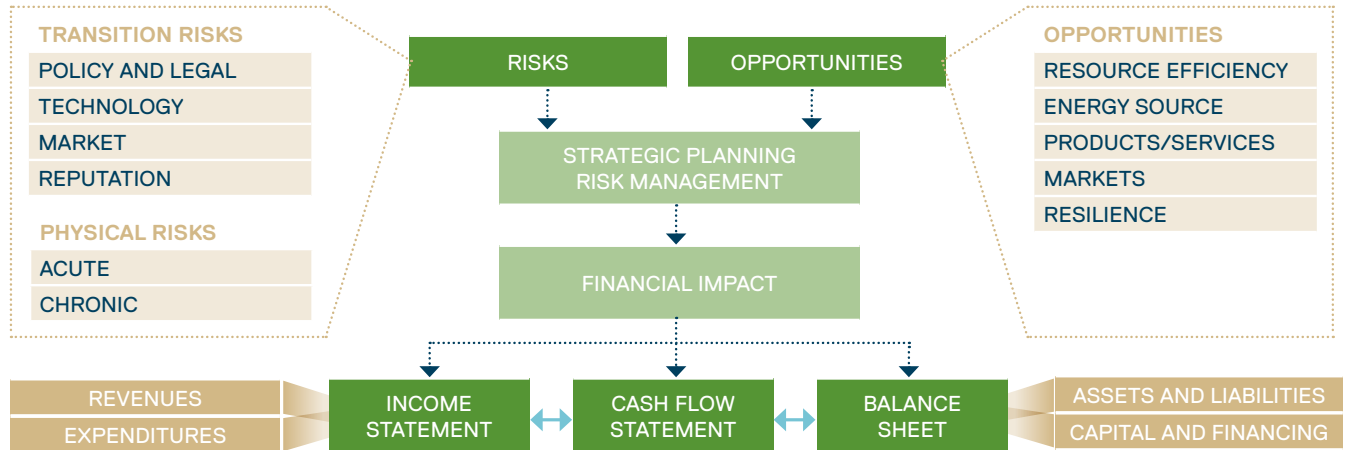 TRANSITION RISKS
POLICY AND LEGAL
TECHNOLOGY
MARKET
REPUTATION
PHYSICAL RISKS
ACUTE
CHRONIC
RISKS
OPPORTUNITIES
STRATEGIC PLANNING
RISK MANAGEMENT
FINANCIAL IMPACT
OPPORTUNITIES
RESOURCE EFFICIENCY
ENERGY SOURCE
PRODUCTS/SERVICES
MARKETS
RESILIENCE
REVENUES
EXPENDITURES
INCOME
STATEMENT
CASH FLOW
STATEMENT
BALANCE
SHEET
ASSETS AND LIABILITIES
CAPITAL AND FINANCING